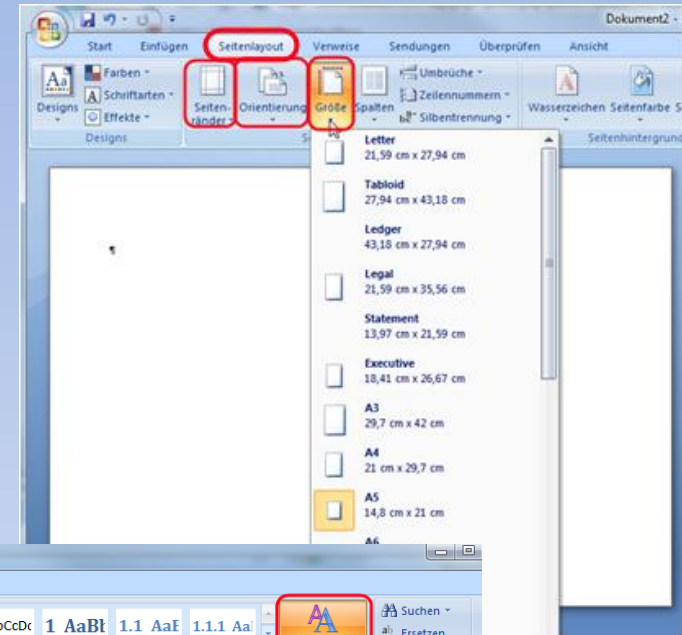 Dokument2 -
Start Einfügen Seitenlayout Verweise Sendungen Überprüfen Ansicht
Designs
Farben
Schriftarten
Effekte
Seiten-
ränder
Orientierung
Größe
Spalten
Umbrüche
Zeilennummern
Silbentrennung
Wasserzeichen Seitenfarbe S
Designs
S
Seitenhintergrund
Letter
21,59 cm x 27,94 cm
Tabloid
27,94 cm x 43,18 cm
Ledger
43,18 cm x 27,94 cm
Legal
21,59 cm x 35,56 cm
Statement
13,97 cm x 21,59 cm
Executive
18,41 cm x 26,67 cm
A3
29,7 cm x 42 cm
A4
21 cm x 29,7 cm
A5
14,8 cm x 21 cm
A6
¶
1 AaBb 1.1 AaE 1.1.1 Aa
Suchen
Ersetzen